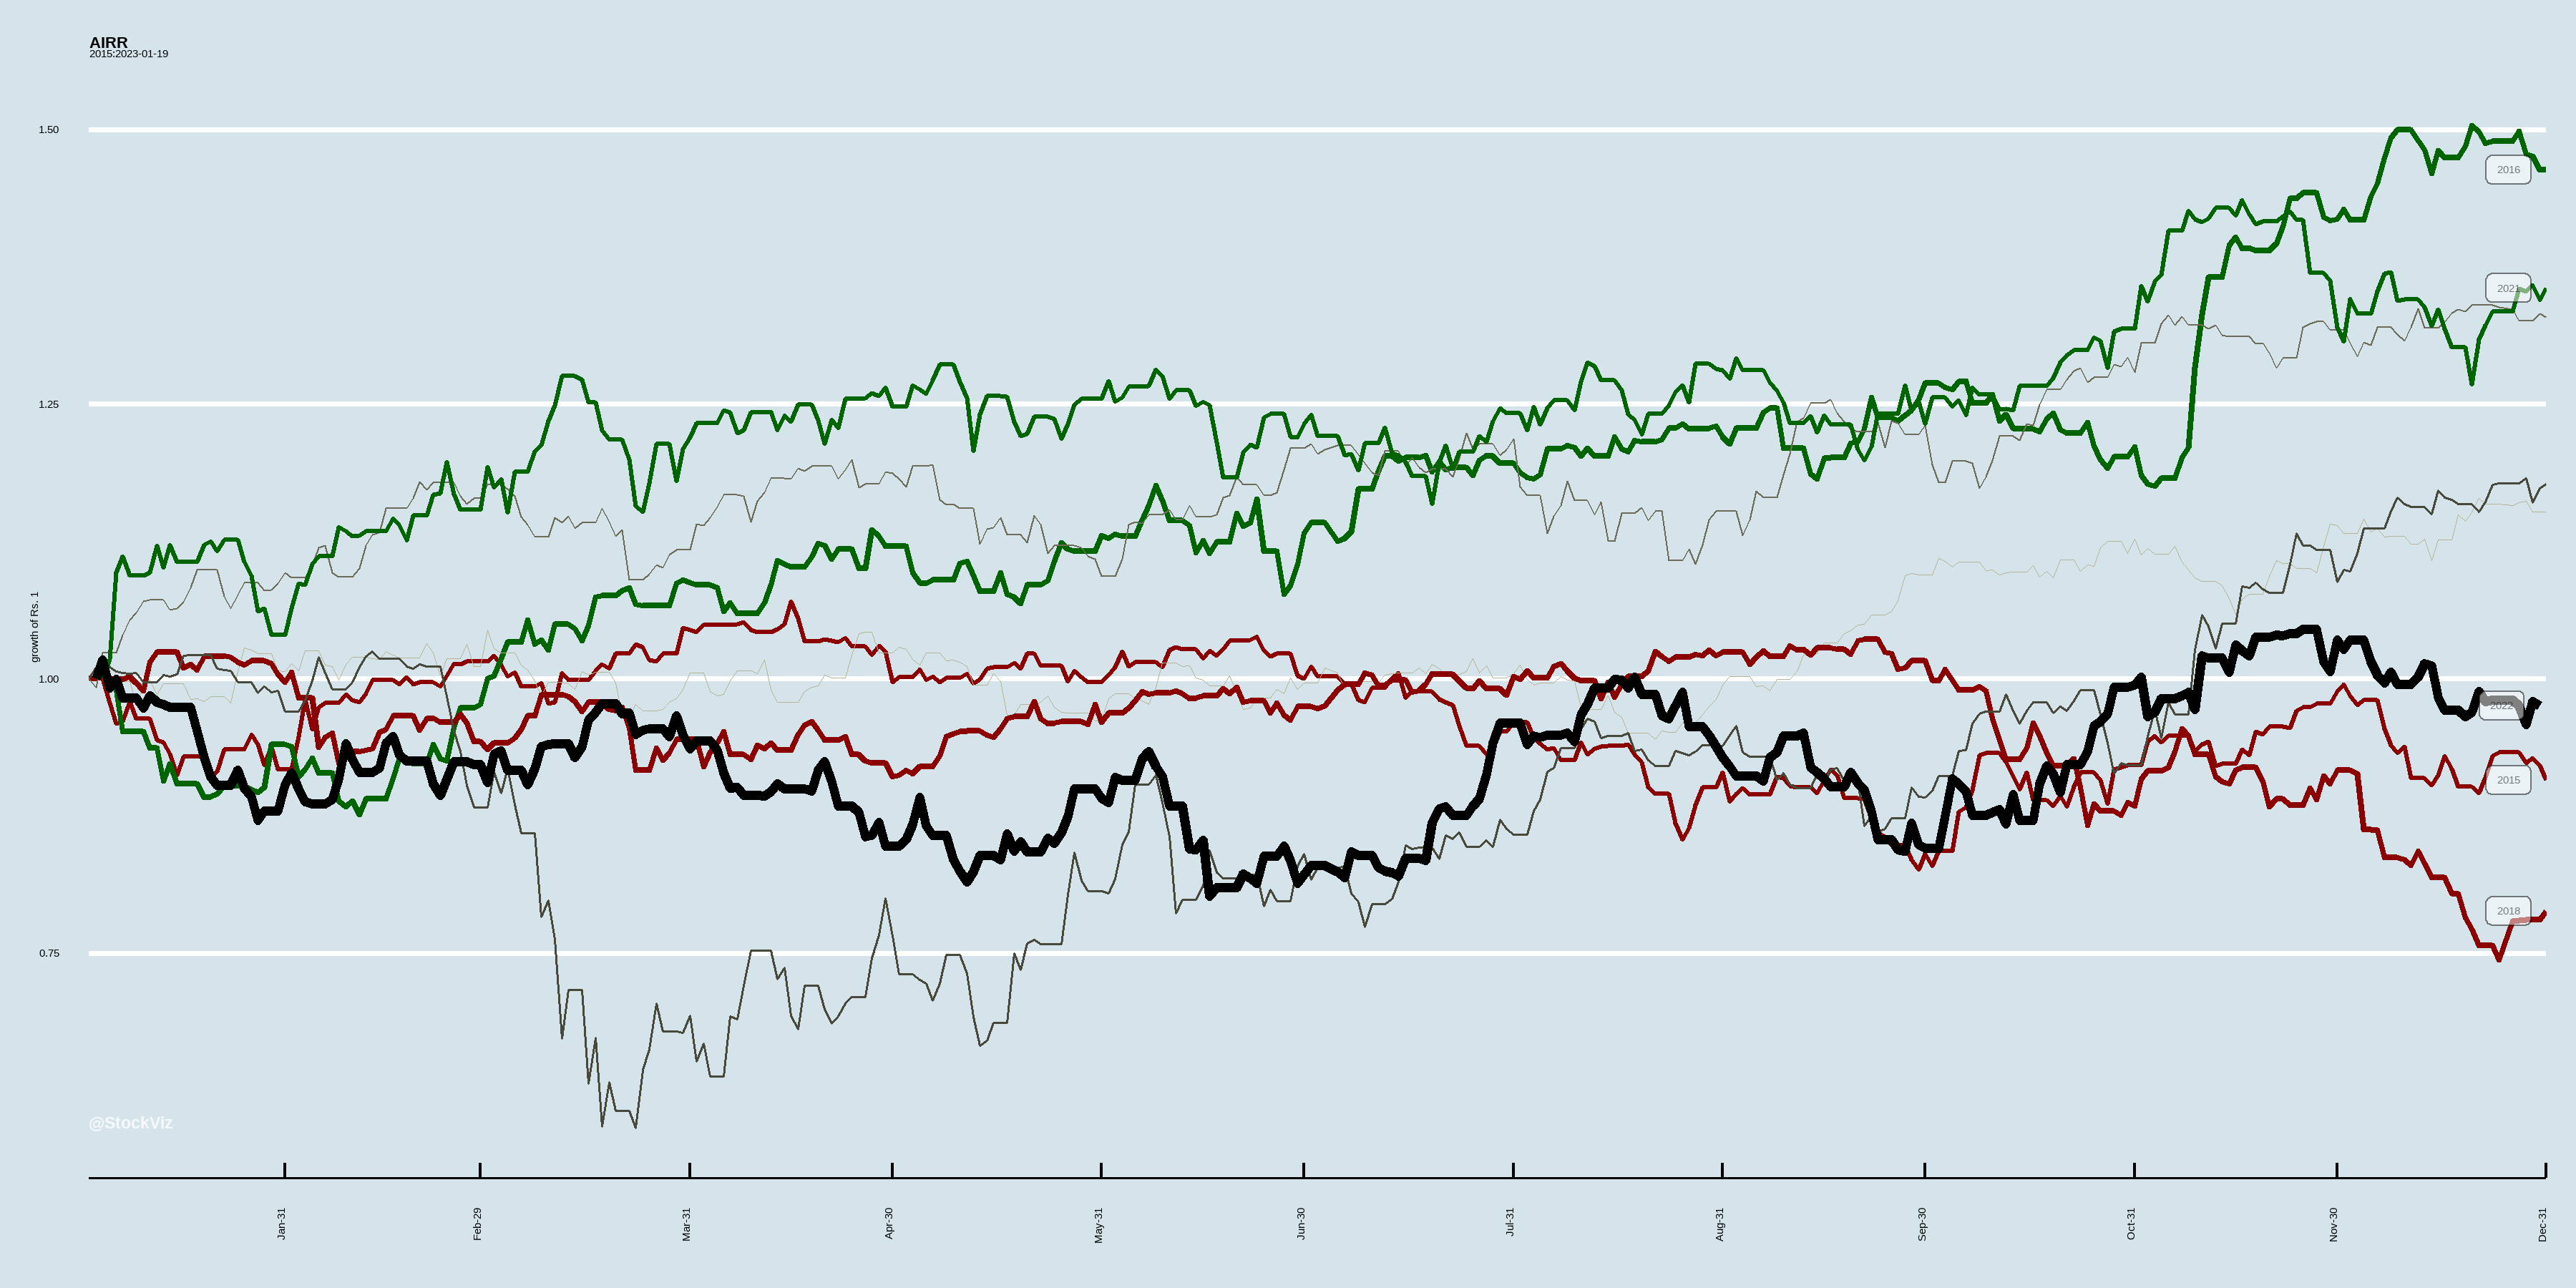 AIRR
2015:2023-01-19
1.50
1.25
1.00
0.75
growth of Rs. 1
2016
2021
2022
2015
2018
@StockViz
Jan-31
Feb-29
Mar-31
Apr-30
May-31
Jun-30
Jul-31
Aug-31
Sep-30
Oct-31
Nov-30
Dec-31